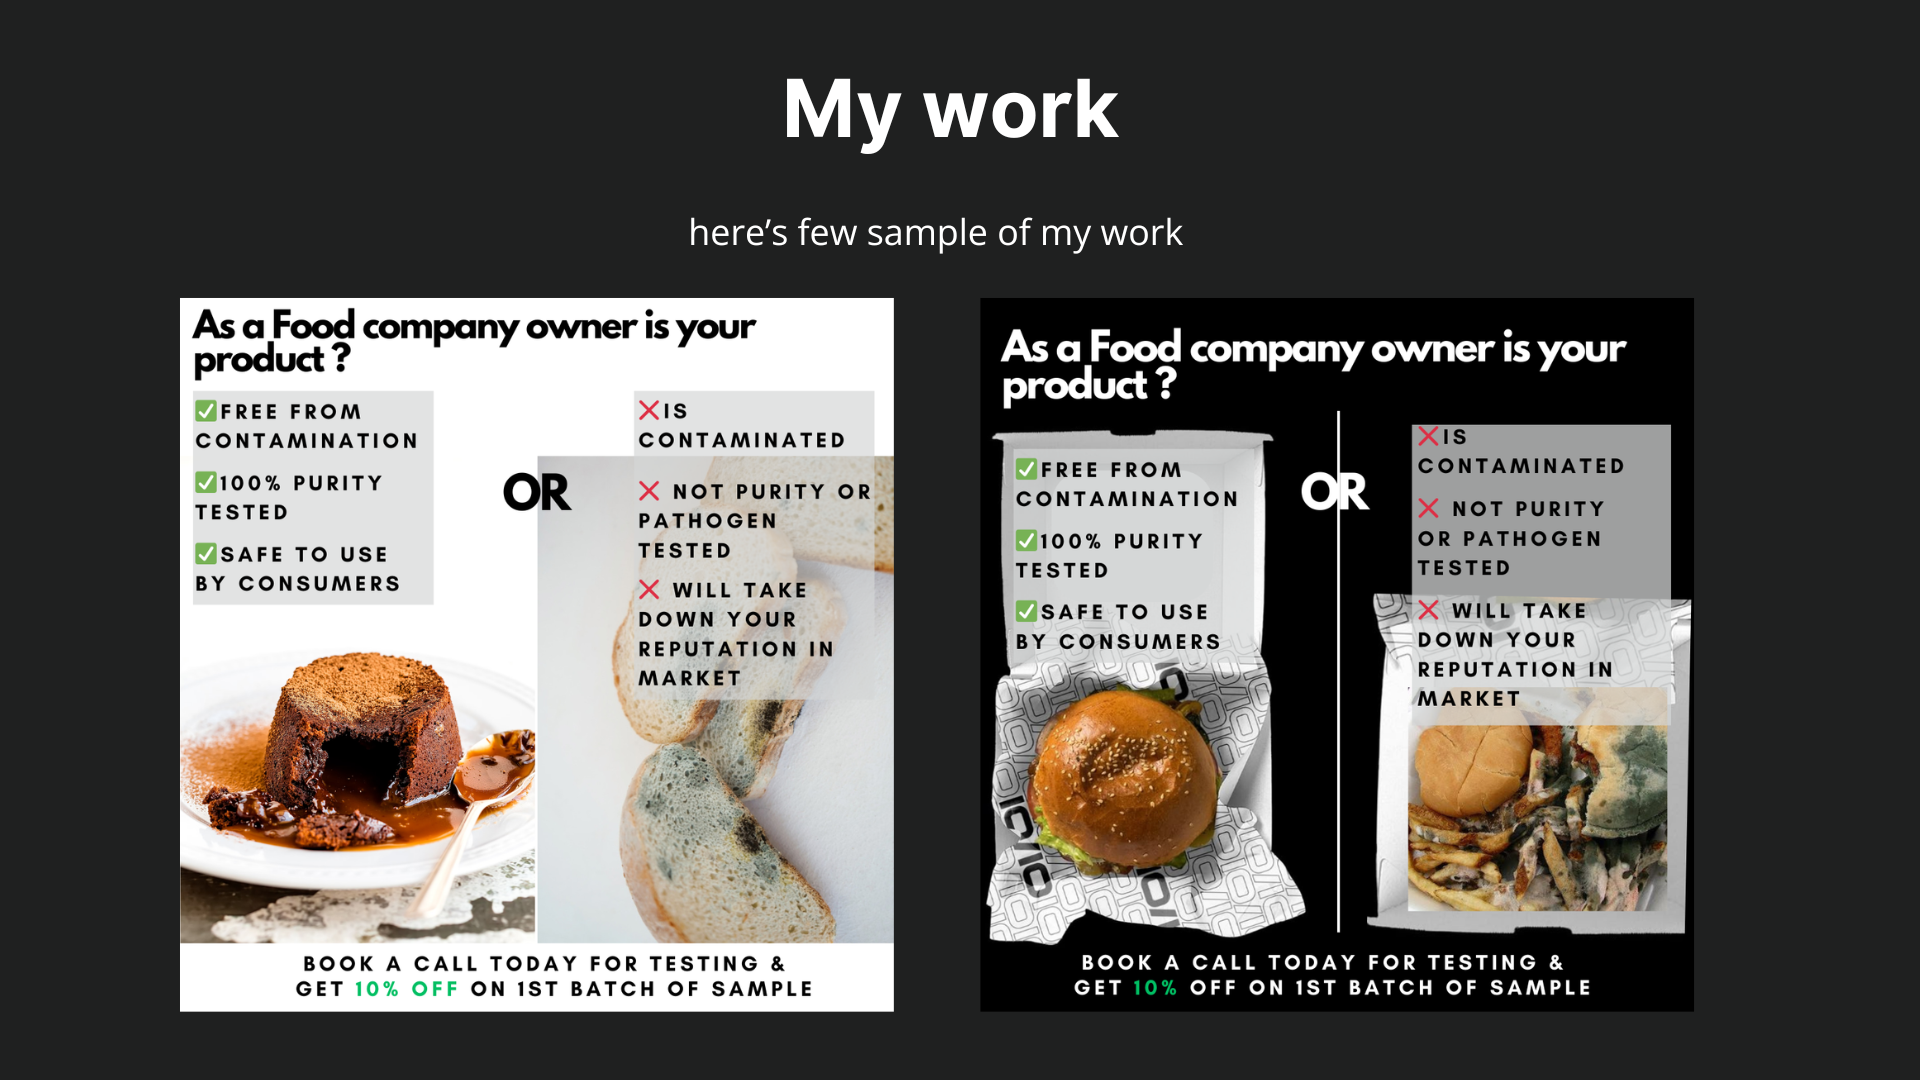 My work
here’s few sample of my work
As a Food company owner is your
product ?
✅FREE FROM
CONTAMINATION
✅100% PURITY
TESTED
✅SAFE TO USE
BY CONSUMERS
OR
❌IS
CONTAMINATED
❌ NOT PURITY OR
PATHOGEN
TESTED
❌ WILL TAKE
DOWN YOUR
REPUTATION IN
MARKET
BOOK A CALL TODAY FOR TESTING &
GET 10% OFF ON 1ST BATCH OF SAMPLE
As a Food company owner is your
product ?
✅FREE FROM
CONTAMINATION
✅100% PURITY
TESTED
✅SAFE TO USE
BY CONSUMERS
OR
❌IS
CONTAMINATED
❌ NOT PURITY
OR PATHOGEN
TESTED
❌ WILL TAKE
DOWN YOUR
REPUTATION IN
MARKET
BOOK A CALL TODAY FOR TESTING &
GET 10% OFF ON 1ST BATCH OF SAMPLE